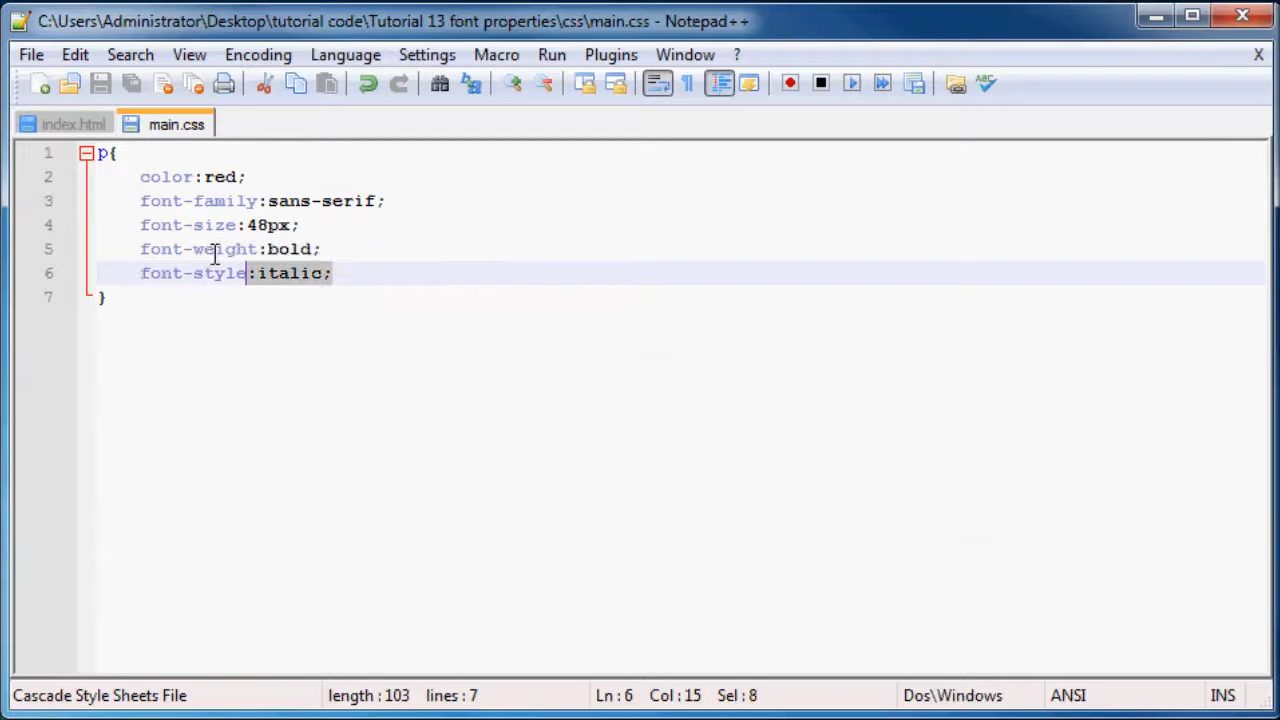 C:\Users\Administrator\Desktop\tutorial code\Tutorial 13 font properties\css\main.css - Notepad++
File Edit Search View Encoding Language Settings Macro Run Plugins Window ? X
index.html main.css
1 p{
2 color:red;
3 font-family:sans-serif;
4 font-size:48px;
5 font-weight:bold;
6 font-style:italic;
7 }
Cascade Style Sheets File length : 103 lines : 7 Ln : 6 Col : 15 Sel : 8 Dos\Windows ANSI INS